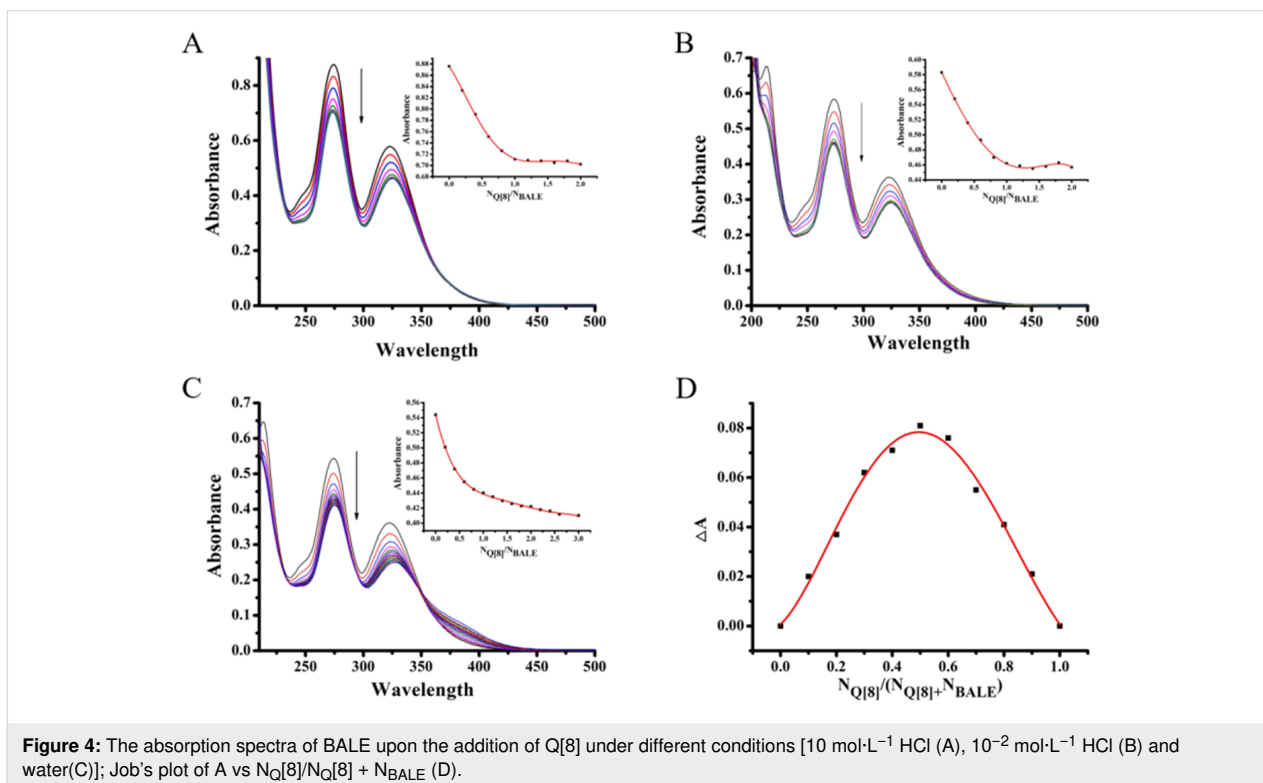 A
Absorbance
0.8
0.6
0.4
0.2
0.0
250 300 350 400 450 500
Wavelength
Absorbance
0.88
0.86
0.84
0.82
0.80
0.78
0.76
0.74
0.72
0.70
0.68
0.0 0.5 1.0 1.5 2.0
NQ[8]/NBALE
B
Absorbance
0.7
0.6
0.5
0.4
0.3
0.2
0.1
0.0
200 250 300 350 400 450 500
Wavelength
Absorbance
0.60
0.58
0.56
0.54
0.52
0.50
0.48
0.46
0.44
0.0 0.5 1.0 1.5 2.0
NQ[8]/NBALE
C
Absorbance
0.7
0.6
0.5
0.4
0.3
0.2
0.1
0.0
250 300 350 400 450 500
Wavelength
Absorbance
0.56
0.54
0.52
0.50
0.48
0.46
0.44
0.42
0.40
0.0 0.5 1.0 1.5 2.0 2.5 3.0
NQ[8]/NBALE
D
△A
0.08
0.06
0.04
0.02
0.00
0.0 0.2 0.4 0.6 0.8 1.0
NQ[8]/(NQ[8]+NBALE)
Figure 4: The absorption spectra of BALE upon the addition of Q[8] under different conditions [10 mol·L⁻¹ HCl (A), 10⁻² mol·L⁻¹ HCl (B) and
water(C)]; Job's plot of A vs NQ[8]/NQ[8] + NBALE (D).